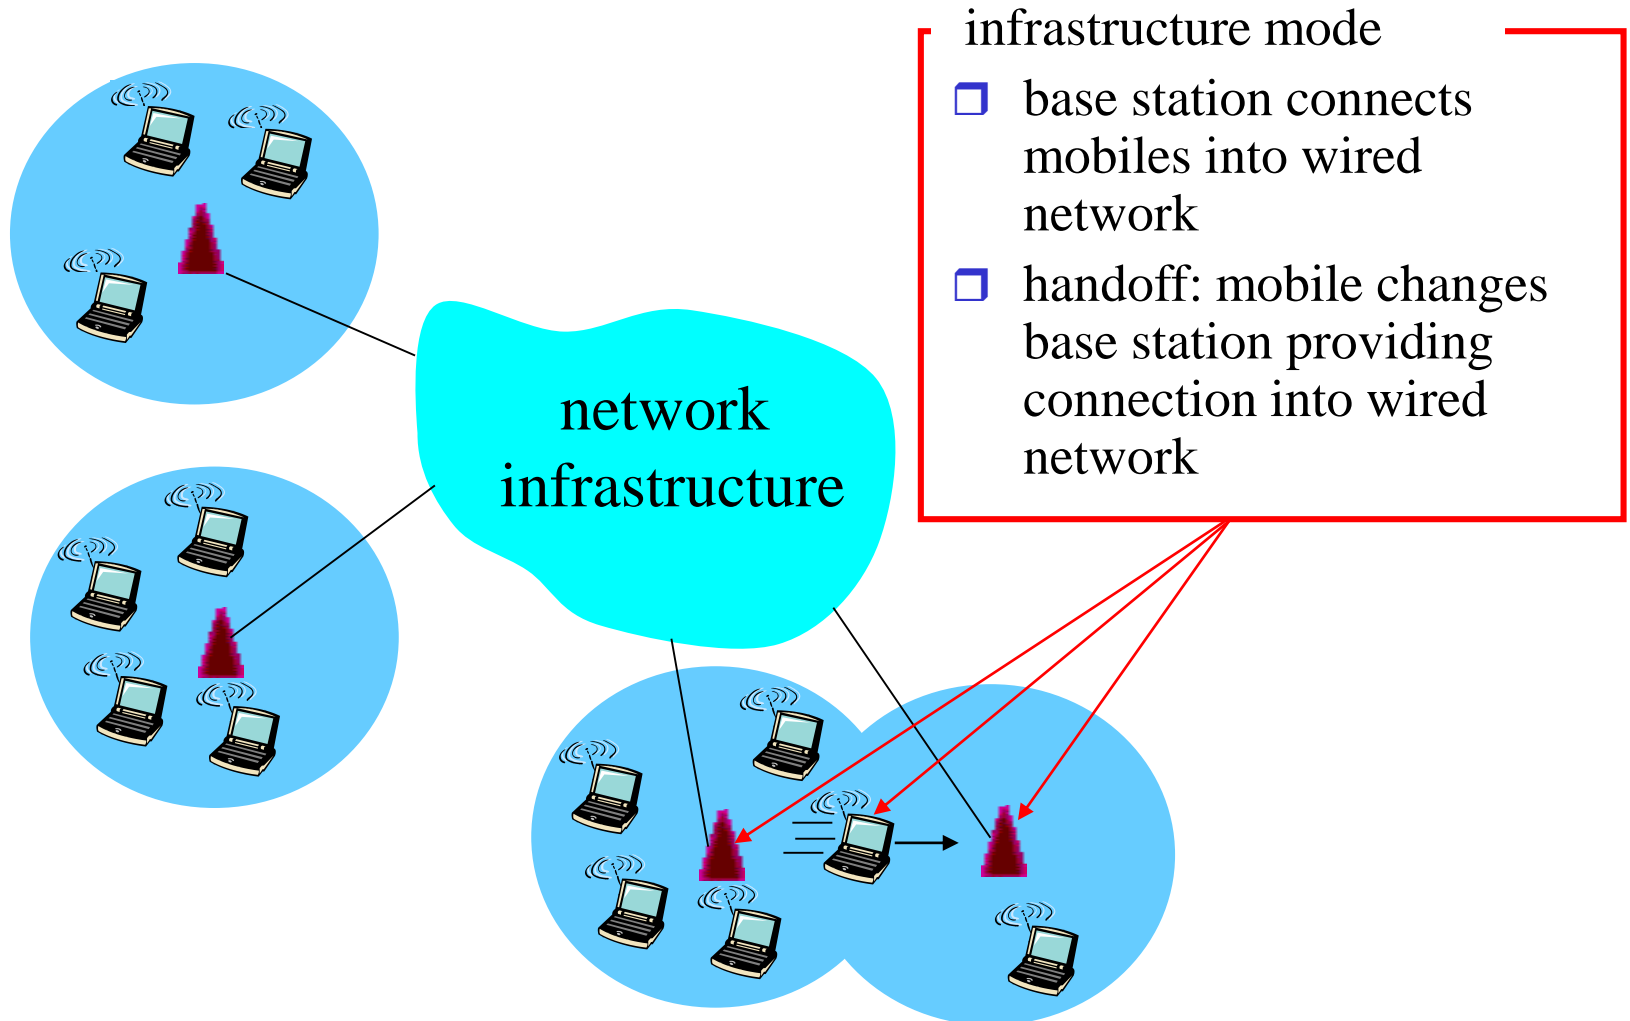 infrastructure mode
base station connects
mobiles into wired
network
handoff: mobile changes
base station providing
connection into wired
network
network
infrastructure